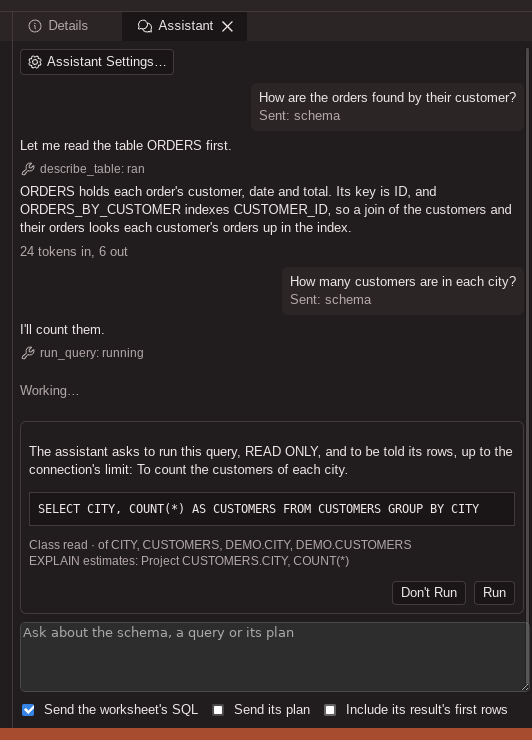 Details
Assistant
Assistant Settings…
How are the orders found by their customer?
Sent: schema
Let me read the table ORDERS first.
describe_table: ran
ORDERS holds each order's customer, date and total. Its key is ID, and
ORDERS_BY_CUSTOMER indexes CUSTOMER_ID, so a join of the customers and
their orders looks each customer's orders up in the index.
24 tokens in, 6 out
How many customers are in each city?
Sent: schema
I'll count them.
run_query: running
Working…
The assistant asks to run this query, READ ONLY, and to be told its rows, up to the
connection's limit: To count the customers of each city.
SELECT CITY, COUNT(*) AS CUSTOMERS FROM CUSTOMERS GROUP BY CITY
Class read · of CITY, CUSTOMERS, DEMO.CITY, DEMO.CUSTOMERS
EXPLAIN estimates: Project CUSTOMERS.CITY, COUNT(*)
Don't Run
Run
Ask about the schema, a query or its plan
Send the worksheet's SQL
Send its plan
Include its result's first rows